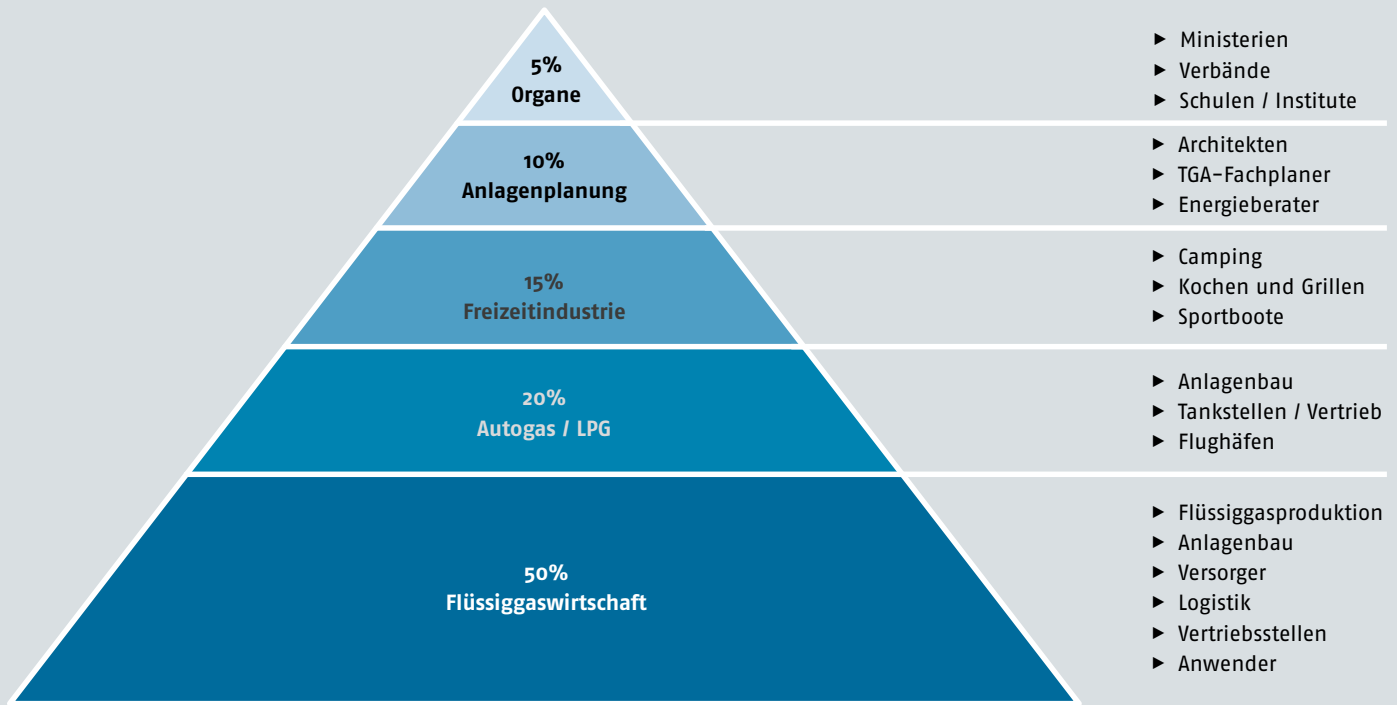 5%
Organe
▶ Ministerien
▶ Verbände
▶ Schulen / Institute
10%
Anlagenplanung
▶ Architekten
▶ TGA-Fachplaner
▶ Energieberater
15%
Freizeitindustrie
▶ Camping
▶ Kochen und Grillen
▶ Sportboote
20%
Autogas / LPG
▶ Anlagenbau
▶ Tankstellen / Vertrieb
▶ Flughäfen
50%
Flüssiggaswirtschaft
▶ Flüssiggasproduktion
▶ Anlagenbau
▶ Versorger
▶ Logistik
▶ Vertriebsstellen
▶ Anwender